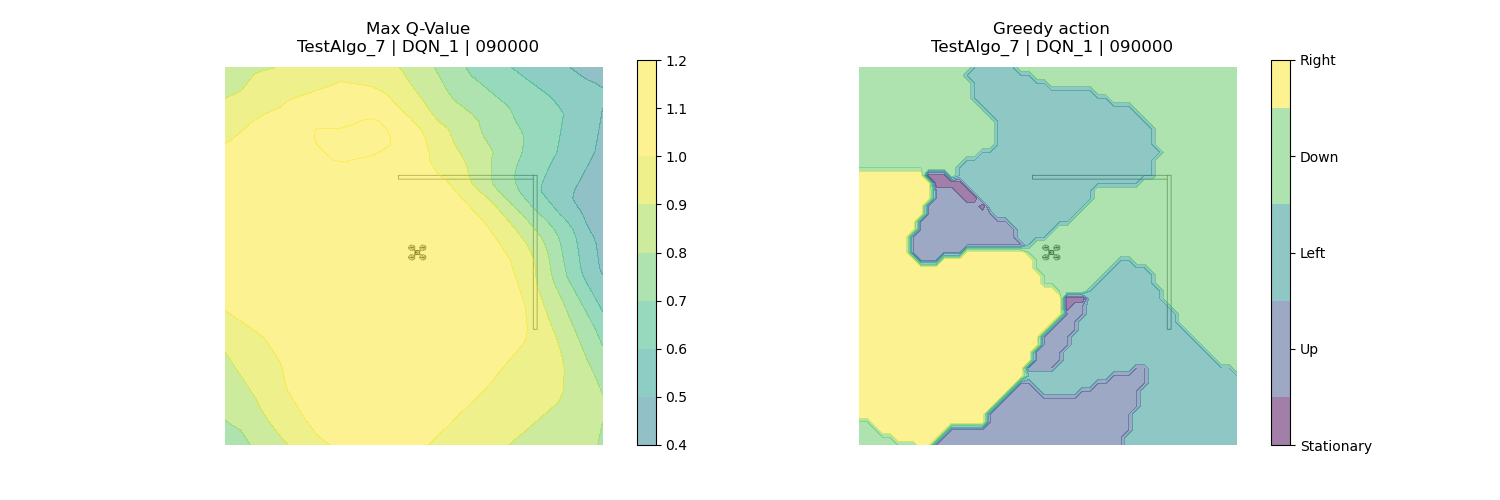 Max Q-Value
TestAlgo_7 | DQN_1 | 090000
1.2
1.1
1.0
0.9
0.8
0.7
0.6
0.5
0.4
Greedy action
TestAlgo_7 | DQN_1 | 090000
Right
Down
Left
Up
Stationary